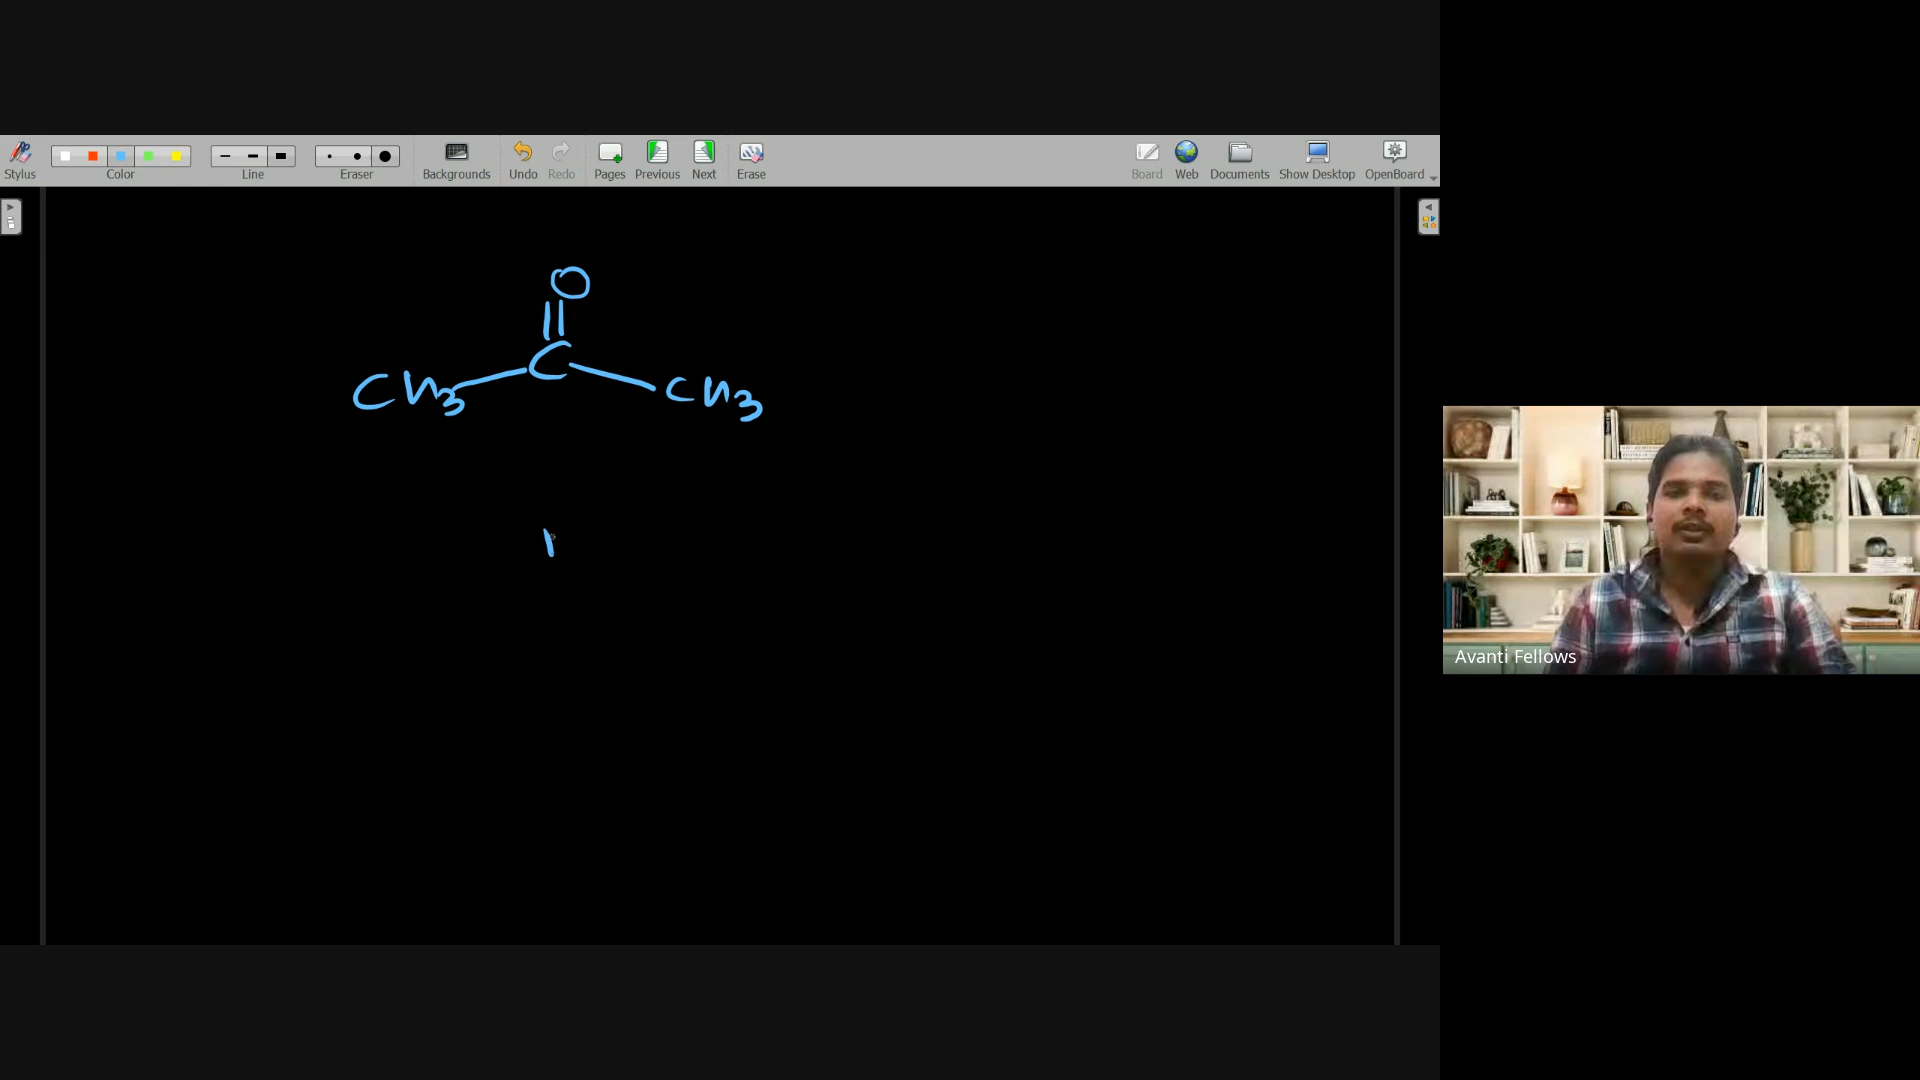 Stylus Color Line Eraser Backgrounds Undo Redo Pages Previous Next Erase Board Web Documents Show Desktop OpenBoard
O
C
CH3 CH3
Avanti Fellows